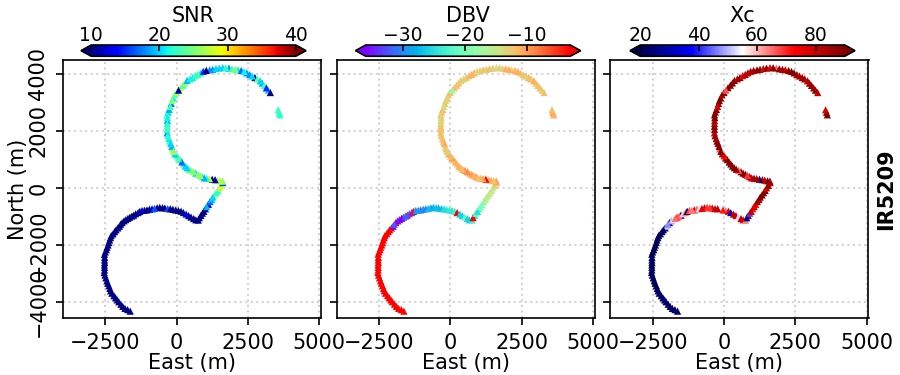 SNR DBV Xc
10 20 30 40 −30 −20 −10 20 40 60 80
4000
2000
0
−2000
−4000
North (m)
IR5209
−2500 0 2500 5000 −2500 0 2500 5000 −2500 0 2500 5000
East (m) East (m) East (m)